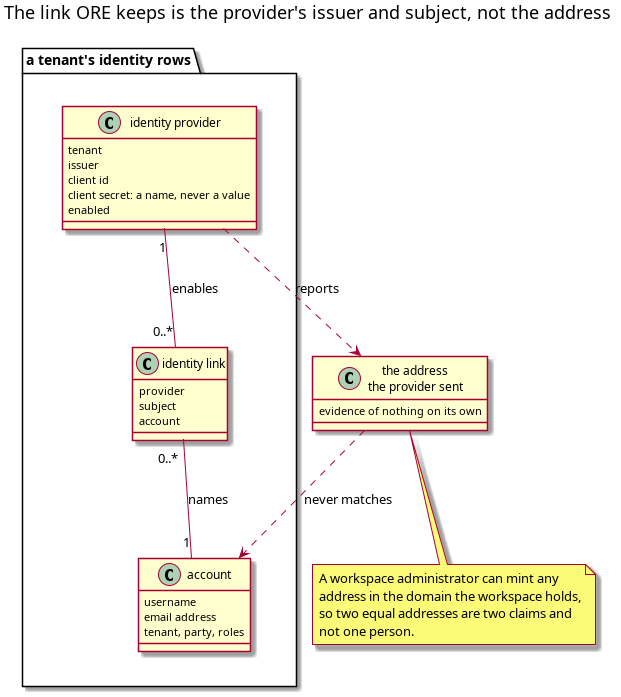 The link ORE keeps is the provider's issuer and subject, not the address
a tenant's identity rows
C identity provider
tenant
issuer
client id
client secret: a name, never a value
enabled
1
enables
reports
0..*
C identity link
provider
subject
account
C the address
the provider sent
evidence of nothing on its own
0..*
names
never matches
1
C account
username
email address
tenant, party, roles
A workspace administrator can mint any
address in the domain the workspace holds,
so two equal addresses are two claims and
not one person.